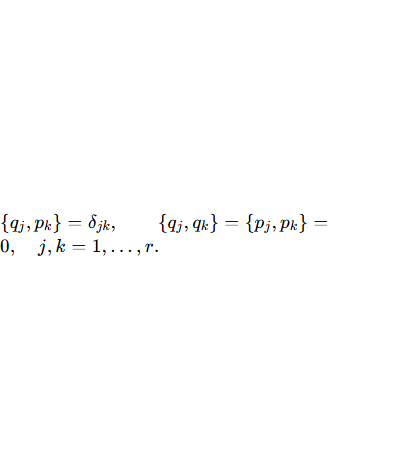 {q_j, p_k} = δ_{jk},  {q_j, q_k} = {p_j, p_k} =
0,  j, k = 1, …, r.